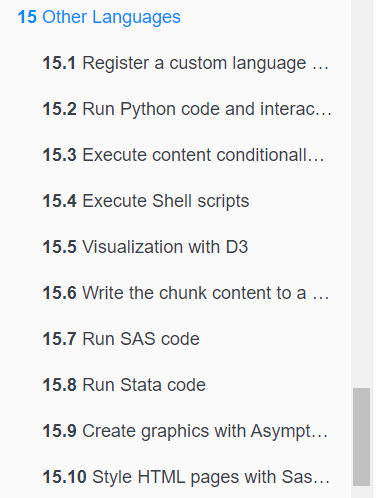 15 Other Languages
15.1 Register a custom language …
15.2 Run Python code and interac…
15.3 Execute content conditionall…
15.4 Execute Shell scripts
15.5 Visualization with D3
15.6 Write the chunk content to a …
15.7 Run SAS code
15.8 Run Stata code
15.9 Create graphics with Asympt…
15.10 Style HTML pages with Sas…